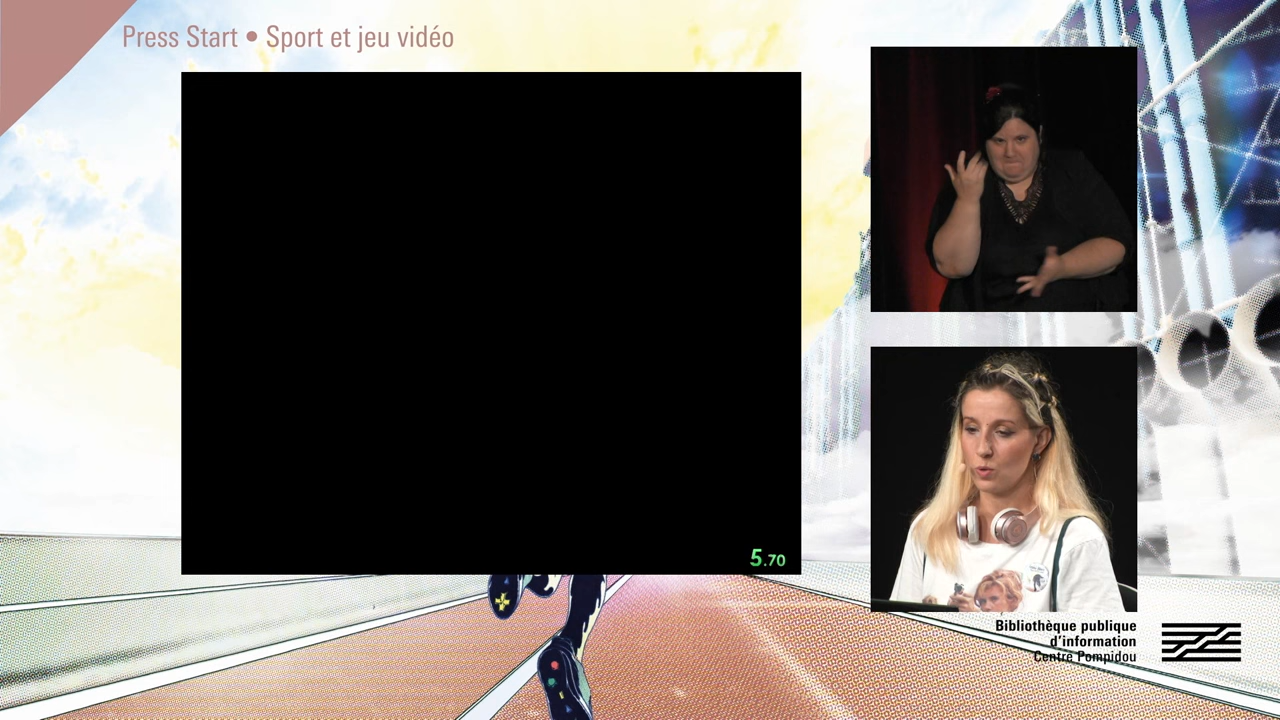 Press Start • Sport et jeu vidéo
5.70
Bibliothèque publique
d'information
Centre Pompidou